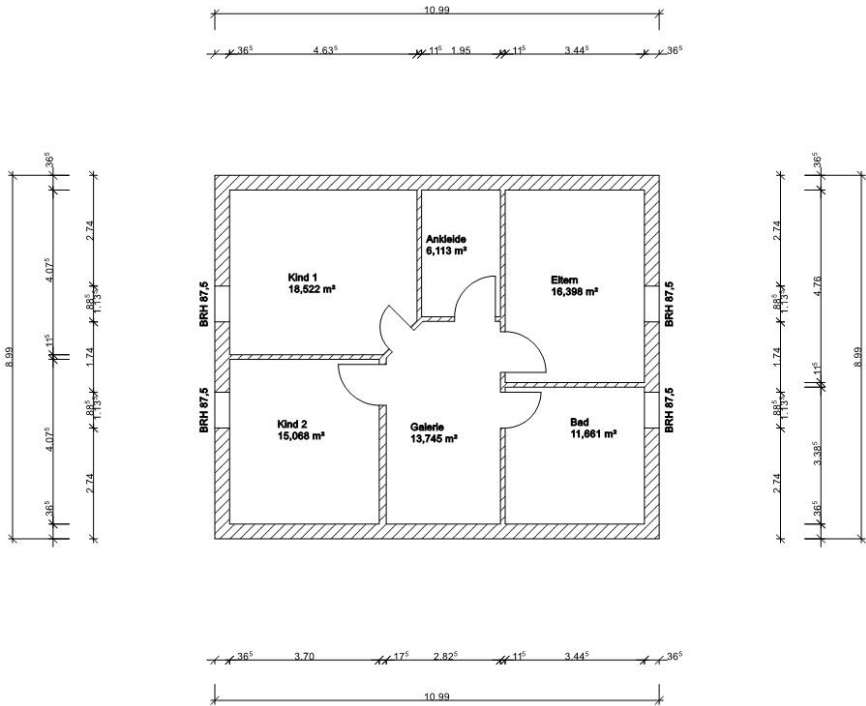 10.99
36⁵ 4.63⁵ 11⁵ 1.95 11⁵ 3.44⁵ 36⁵
8.99
36⁵
4.07⁵
11⁵
4.07⁵
36⁵
2.74
88⁵
1.13⁵
1.74
88⁵
1.13⁵
2.74
BRH 87,5
BRH 87,5
Kind 1
18,522 m²
Ankleide
6,113 m²
Eltern
16,398 m²
Kind 2
15,068 m²
Galerie
13,745 m²
Bad
11,661 m²
BRH 87,5
BRH 87,5
2.74
88⁵
1.13⁵
1.74
88⁵
1.13⁵
2.74
36⁵
4.76
11⁵
3.38⁵
36⁵
8.99
36⁵ 3.70 17⁵ 2.82⁵ 11⁵ 3.44⁵ 36⁵
10.99